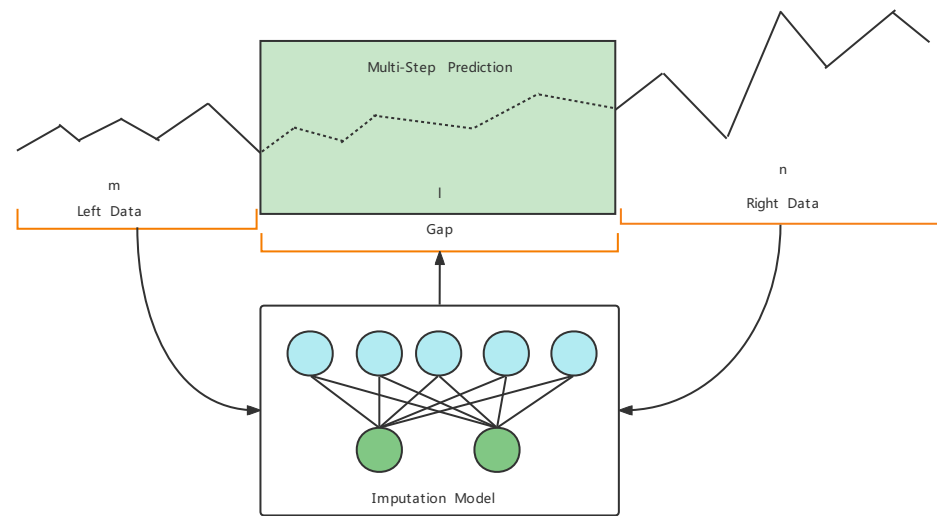 Multi-Step Prediction
m
Left Data
l
Gap
n
Right Data
Imputation Model